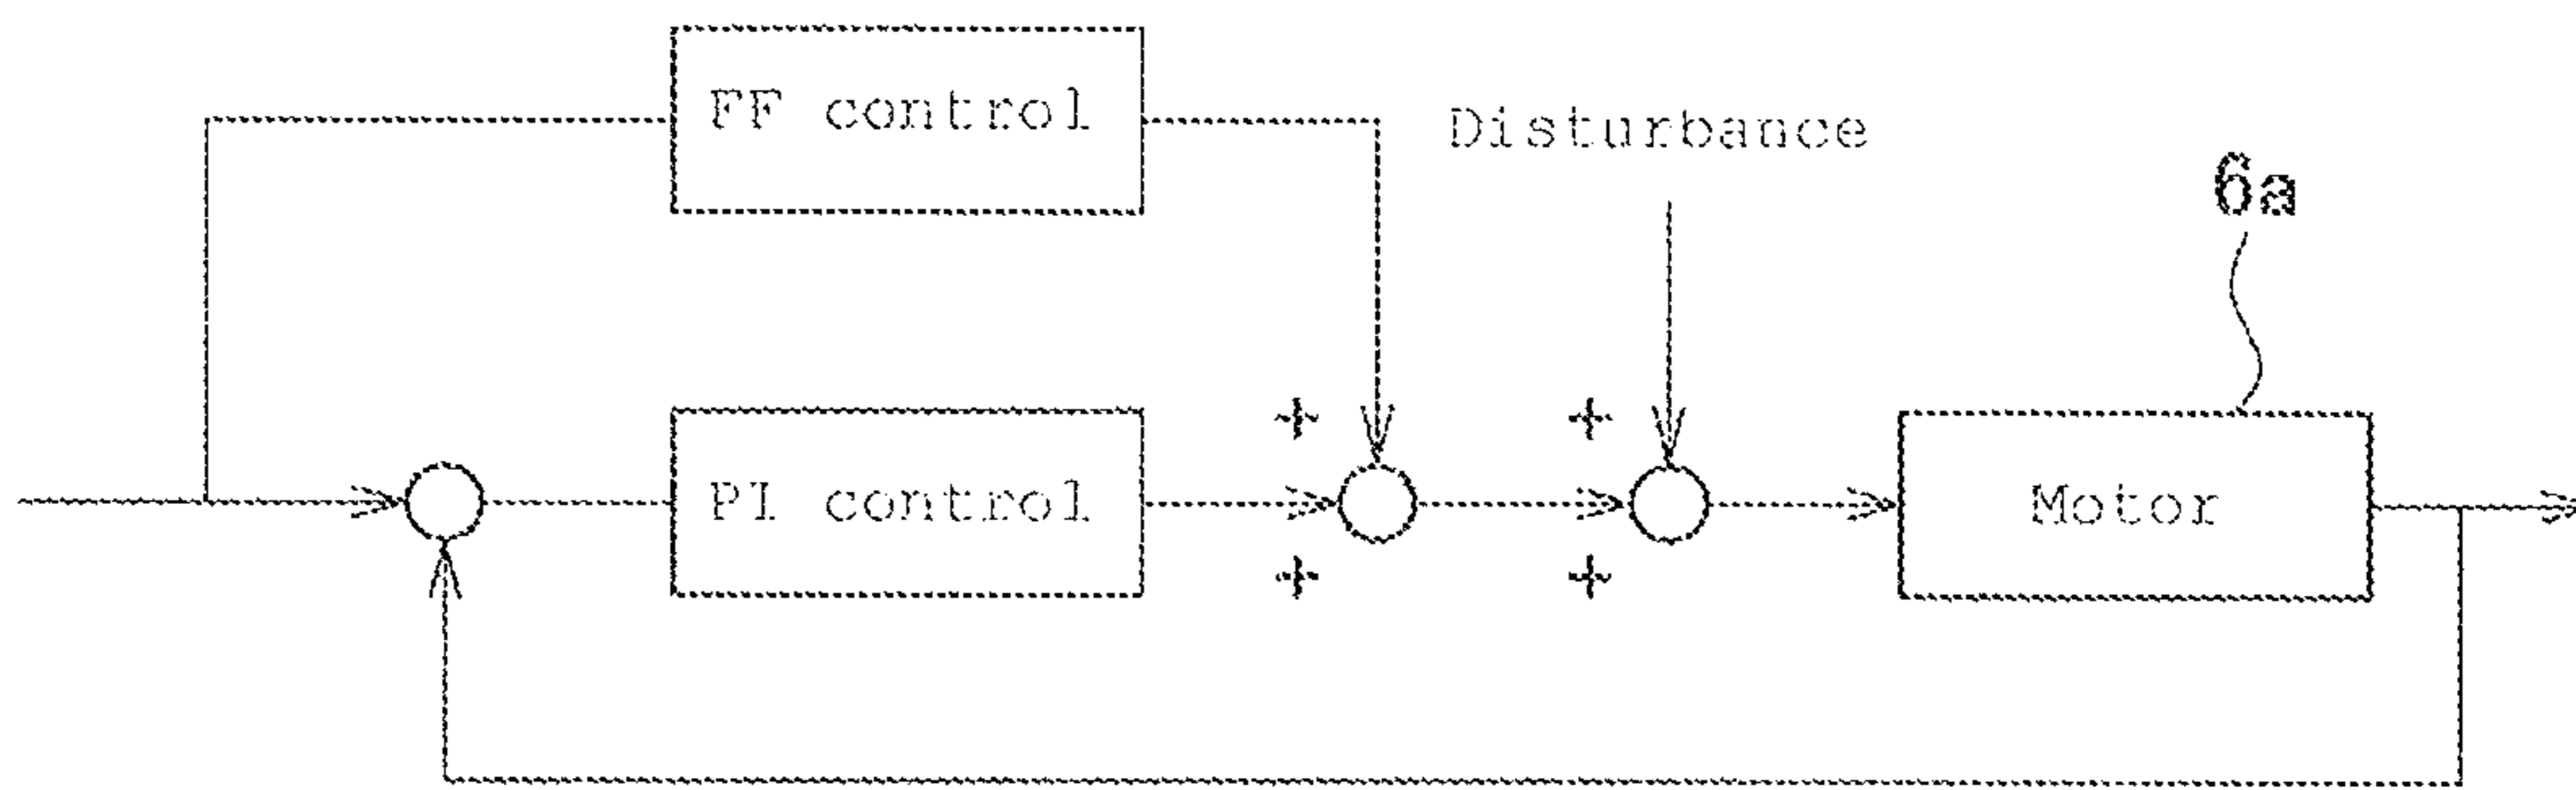 FF control
Disturbance
6a
+
+
PI control
Motor
+
+